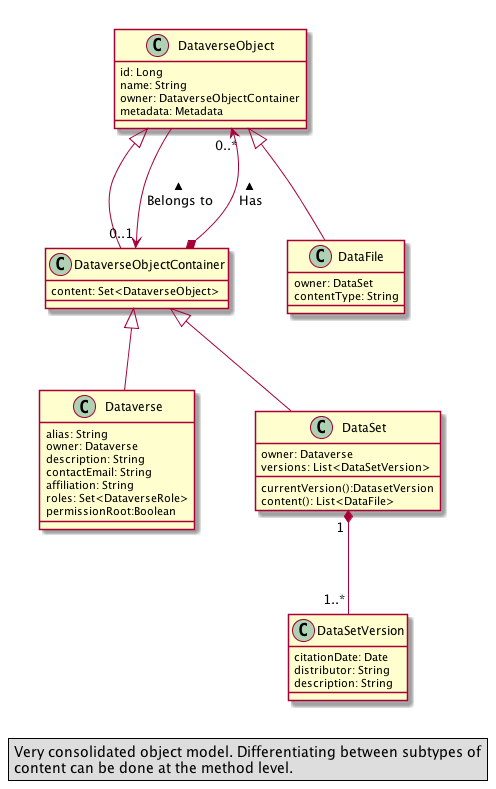 C DataverseObject
id: Long
name: String
owner: DataverseObjectContainer
metadata: Metadata
0..*
▲
Belongs to
▲
Has
0..1
C DataverseObjectContainer
content: Set<DataverseObject>
C DataFile
owner: DataSet
contentType: String
C Dataverse
alias: String
owner: Dataverse
description: String
contactEmail: String
affiliation: String
roles: Set<DataverseRole>
permissionRoot:Boolean
C DataSet
owner: Dataverse
versions: List<DataSetVersion>
currentVersion():DatasetVersion
content(): List<DataFile>
1
1..*
C DataSetVersion
citationDate: Date
distributor: String
description: String
Very consolidated object model. Differentiating between subtypes of
content can be done at the method level.